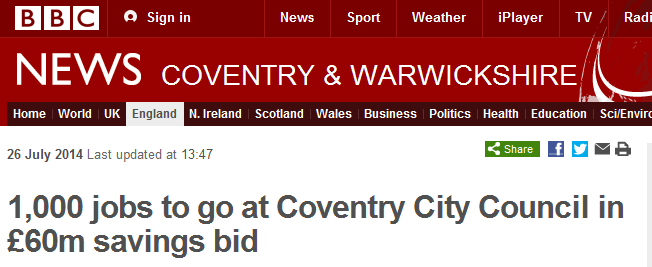 BBC Sign in News Sport Weather iPlayer TV Radi
NEWS COVENTRY & WARWICKSHIRE
Home World UK England N. Ireland Scotland Wales Business Politics Health Education Sci/Enviro
26 July 2014 Last updated at 13:47 Share
1,000 jobs to go at Coventry City Council in
£60m savings bid